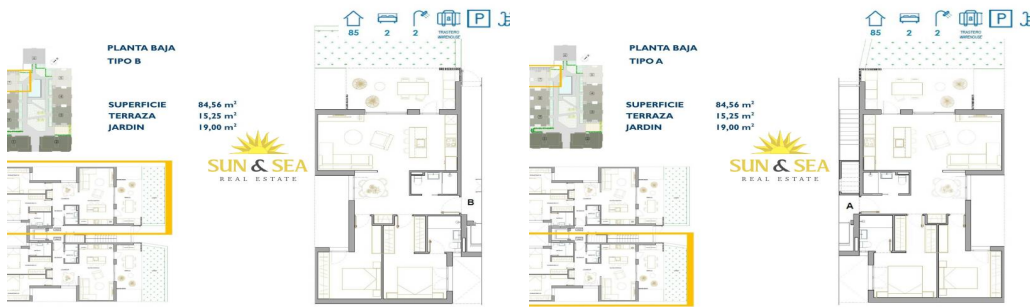 85 2 2 TRASTERO P
WAREHOUSE
PLANTA BAJA
TIPO B
SUPERFICIE 84,56 m²
TERRAZA 15,25 m²
JARDIN 19,00 m²
SUN & SEA
REAL ESTATE
B
85 2 2 TRASTERO P
WAREHOUSE
PLANTA BAJA
TIPO A
SUPERFICIE 84,56 m²
TERRAZA 15,25 m²
JARDIN 19,00 m²
SUN & SEA
REAL ESTATE
A